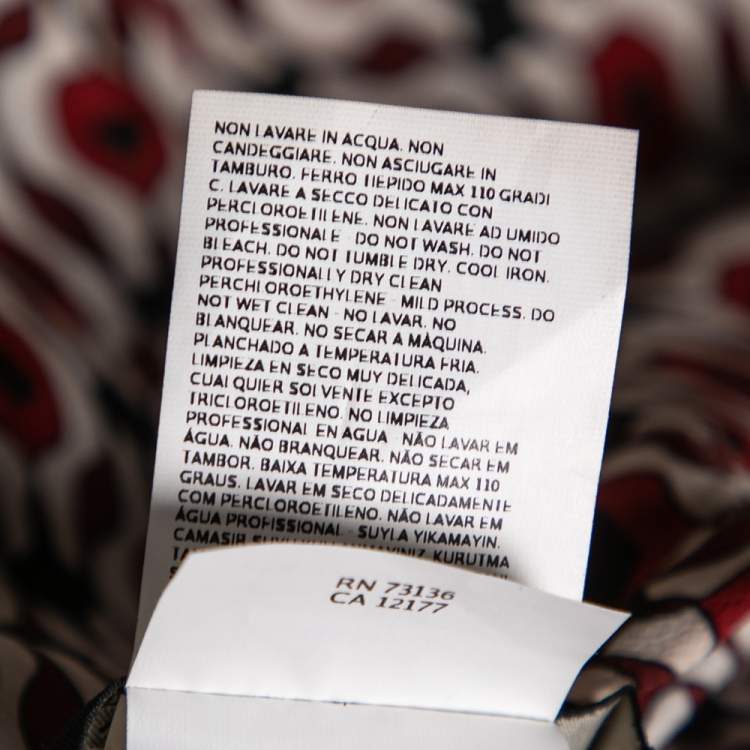 NON LAVARE IN ACQUA. NON
CANDEGGIARE. NON ASCIUGARE IN
TAMBURO. FERRO TIEPIDO MAX 110 GRADI
C. LAVARE A SECCO DELICATO CON
PERCLOROETILENE. NON LAVARE AD UMIDO
PROFESSIONALE - DO NOT WASH. DO NOT
BLEACH. DO NOT TUMBLE DRY. COOL IRON.
PROFESSIONALLY DRY CLEAN
PERCHLOROETHYLENE - MILD PROCESS. DO
NOT WET CLEAN - NO LAVAR. NO
BLANQUEAR. NO SECAR A MÀQUINA.
PLANCHADO A TEMPERATURA FRIA.
LIMPIEZA EN SECO MUY DELICADA,
CUALQUIER SOLVENTE EXCEPTO
TRICLOROETILENO. NO LIMPIEZA
PROFESSIONAL EN AGUA - NÃO LAVAR EM
ÁGUA. NÃO BRANQUEAR. NÃO SECAR EM
TAMBOR. BAIXA TEMPERATURA MAX 110
GRAUS. LAVAR EM SECO DELICADAMENTE
COM PERCLOROETILENO. NÃO LAVAR EM
ÁGUA PROFISSIONAL - SUYLA YIKAMAYIN.
CAMASIR KURUTMA
RN 73136
CA 12177